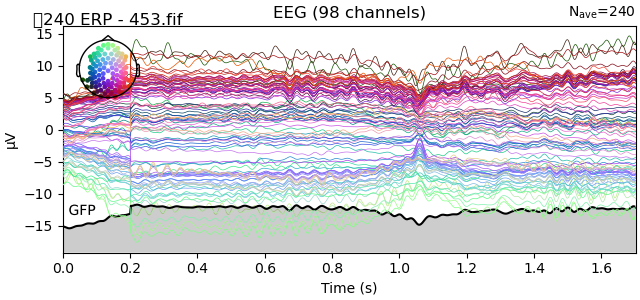 240 ERP - 453.fif
EEG (98 channels)
Nave=240
15
10
5
0
−5
−10
−15
µV
GFP
0.0 0.2 0.4 0.6 0.8 1.0 1.2 1.4 1.6
Time (s)